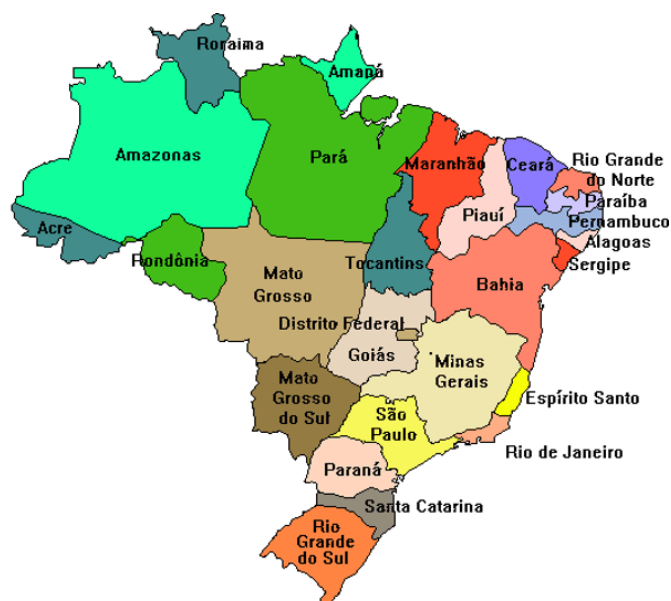 Roraima
Amapá
Amazonas
Pará
Maranhão
Ceará
Rio Grande
do Norte
Paraíba
Piauí
Pernambuco
Acre
Alagoas
Rondônia
Tocantins
Sergipe
Mato
Grosso
Bahia
Distrito Federal
Goiás
Minas
Gerais
Mato
Grosso
do Sul
Espírito Santo
São
Paulo
Rio de Janeiro
Paraná
Santa Catarina
Rio
Grande
do Sul